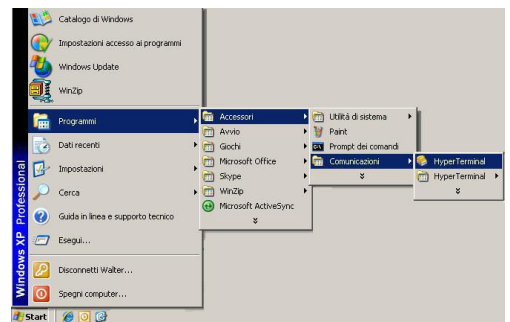 Catalogo di Windows
Impostazioni accesso ai programmi
Windows Update
WinZip
Programmi
Dati recenti
Impostazioni
Cerca
Guida in linea e supporto tecnico
Esegui...
Disconnetti Walter...
Spegni computer...
Windows XP Professional
Start
Accessori
Avvio
Giochi
Microsoft Office
Skype
WinZip
Microsoft ActiveSync
Utilità di sistema
Paint
Prompt dei comandi
Comunicazioni
HyperTerminal
HyperTerminal